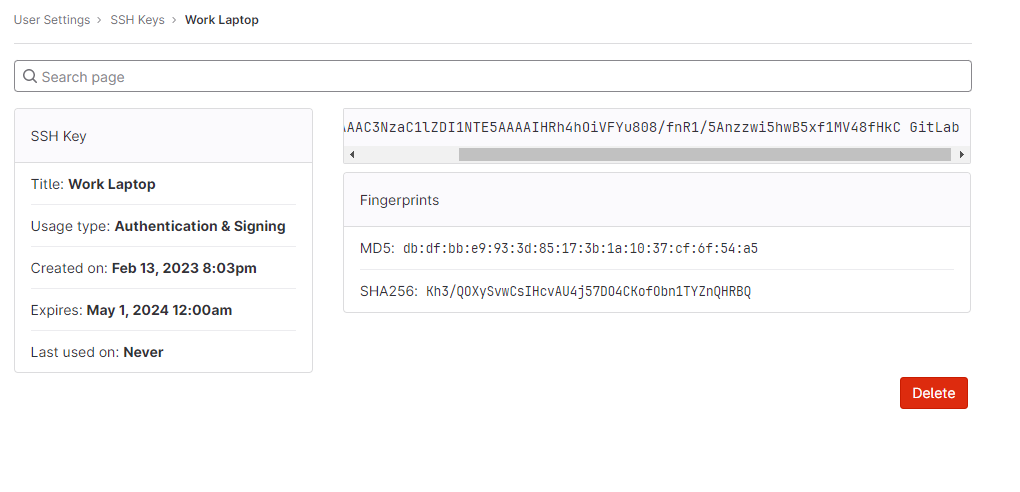 User Settings › SSH Keys › Work Laptop
Search page
SSH Key
Title: Work Laptop
Usage type: Authentication & Signing
Created on: Feb 13, 2023 8:03pm
Expires: May 1, 2024 12:00am
Last used on: Never
AAC3NzaC1lZDI1NTE5AAAAIHRh4hOiVFYu808/fnR1/5Anzzwi5hwB5xf1MV48fHkC GitLab
Fingerprints
MD5: db:df:bb:e9:93:3d:85:17:3b:1a:10:37:cf:6f:54:a5
SHA256: Kh3/QOXySvwCsIHcvAU4j57DO4CKofObn1TYZnQHRBQ
Delete